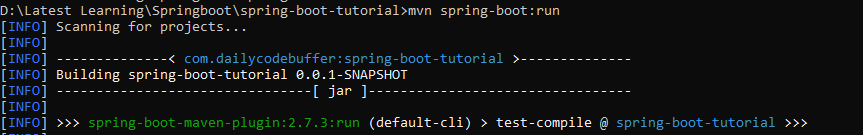 D:\Latest Learning\Springboot\spring-boot-tutorial>mvn spring-boot:run
[INFO] Scanning for projects...
[INFO]
[INFO] --------------< com.dailycodebuffer:spring-boot-tutorial >--------------
[INFO] Building spring-boot-tutorial 0.0.1-SNAPSHOT
[INFO] --------------------------------[ jar ]---------------------------------
[INFO]
[INFO] >>> spring-boot-maven-plugin:2.7.3:run (default-cli) > test-compile @ spring-boot-tutorial >>>